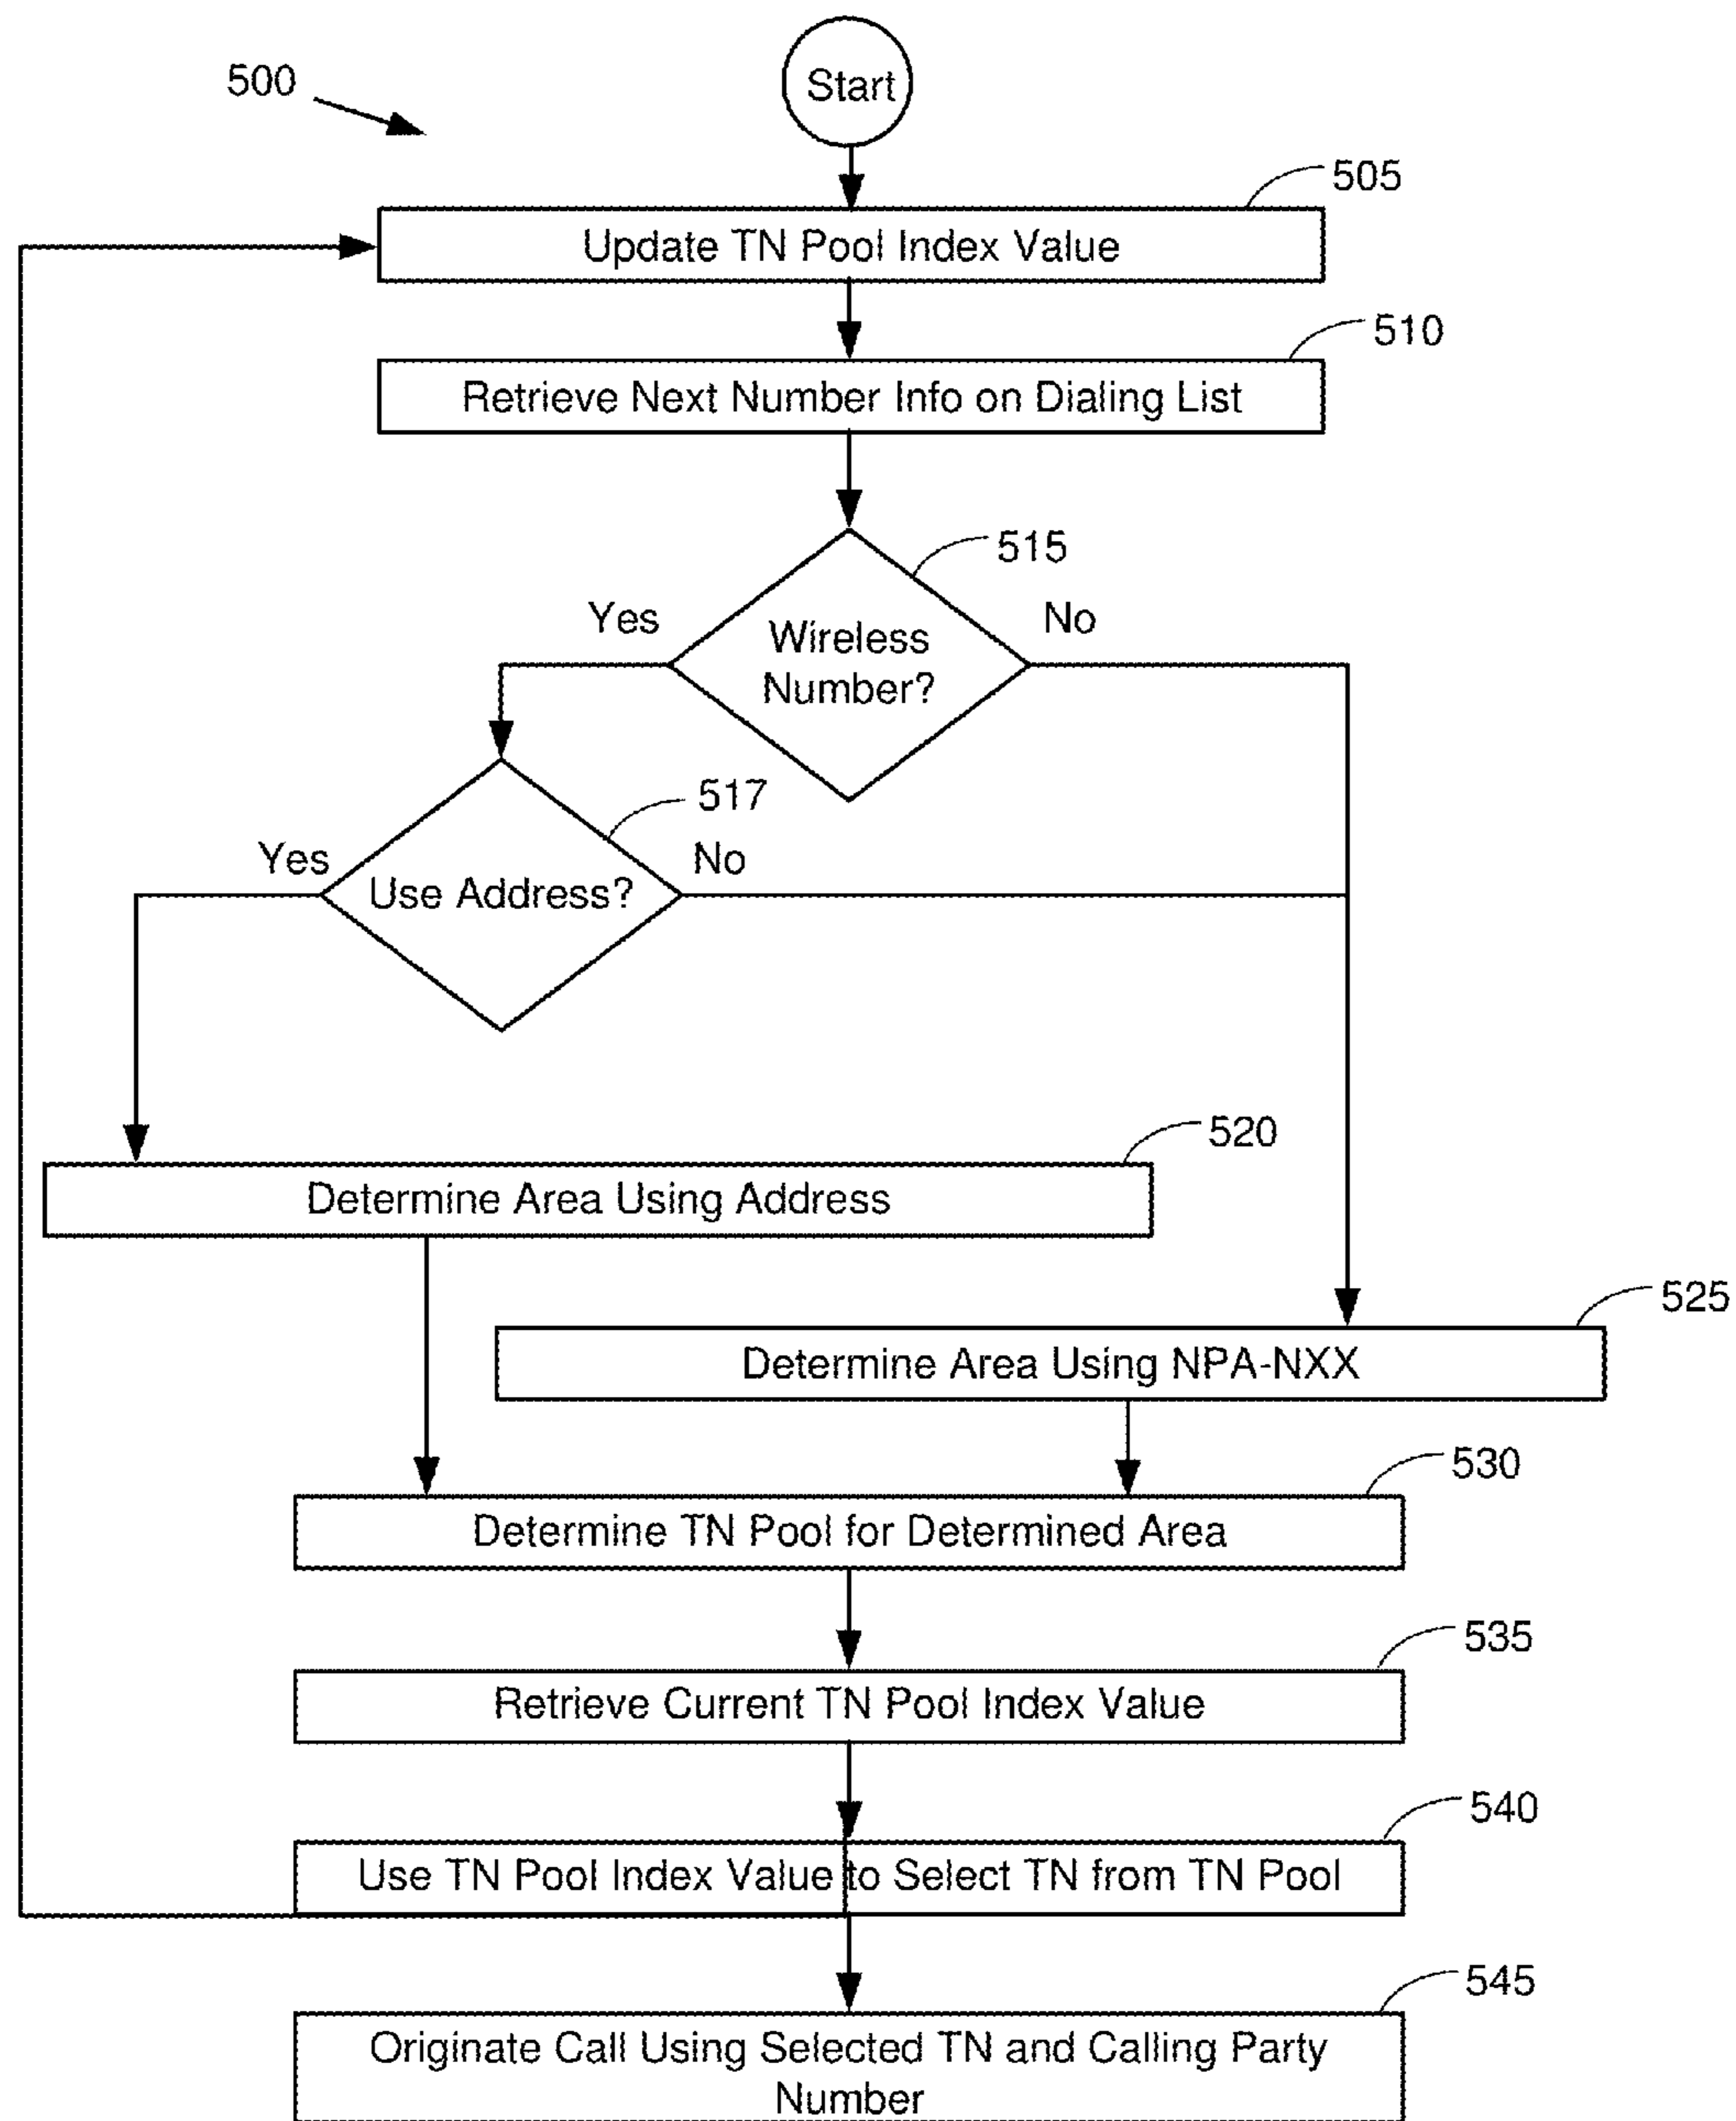 Start
500
505
Update TN Pool Index Value
510
Retrieve Next Number Info on Dialing List
515
Yes
Wireless
Number?
No
517
Yes
Use Address?
No
520
Determine Area Using Address
525
Determine Area Using NPA-NXX
530
Determine TN Pool for Determined Area
535
Retrieve Current TN Pool Index Value
540
Use TN Pool Index Value to Select TN from TN Pool
545
Originate Call Using Selected TN and Calling Party
Number